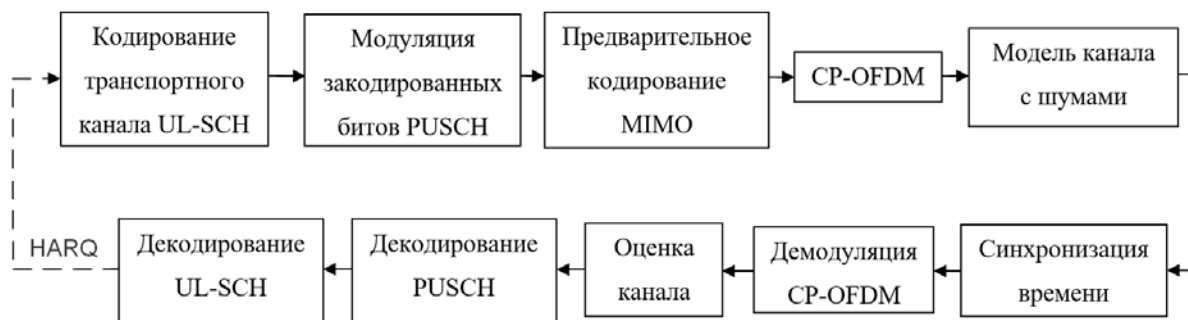 Кодирование
транспортного
канала UL-SCH
Модуляция
закодированных
битов PUSCH
Предварительное
кодирование
MIMO
CP-OFDM
Модель канала
с шумами
HARQ
Декодирование
UL-SCH
Декодирование
PUSCH
Оценка
канала
Демодуляция
CP-OFDM
Синхронизация
времени